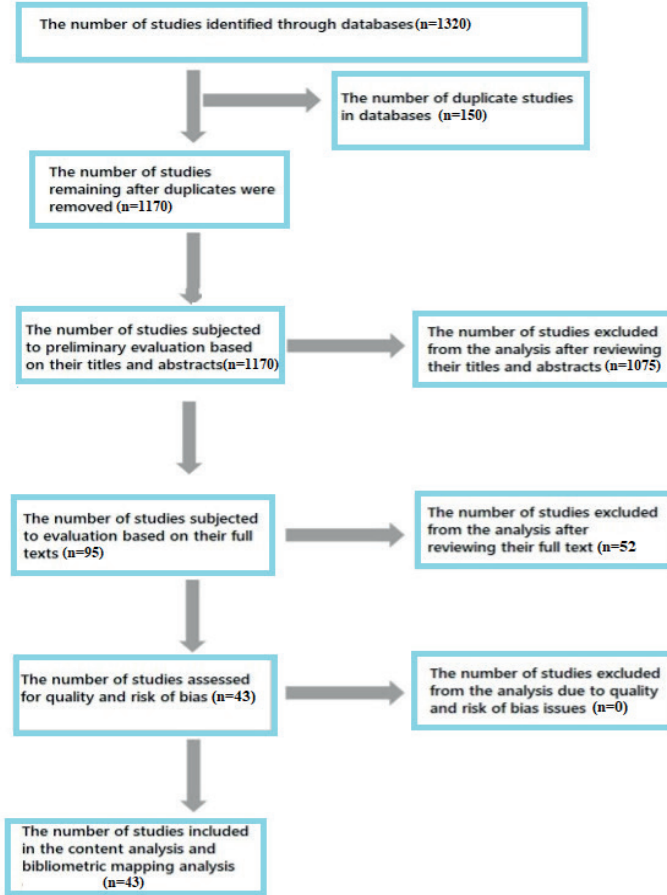 The number of studies identified through databases(n=1320)
The number of duplicate studies
in databases (n=150)
The number of studies
remaining after duplicates were
removed (n=1170)
The number of studies subjected
to preliminary evaluation based
on their titles and abstracts(n=1170)
The number of studies excluded
from the analysis after reviewing
their titles and abstracts (n=1075)
The number of studies subjected
to evaluation based on their full
texts (n=95)
The number of studies excluded
from the analysis after
reviewing their full text (n=52
The number of studies assessed
for quality and risk of bias (n=43)
The number of studies excluded
from the analysis due to quality
and risk of bias issues (n=0)
The number of studies included
in the content analysis and
bibliometric mapping analysis
(n=43)